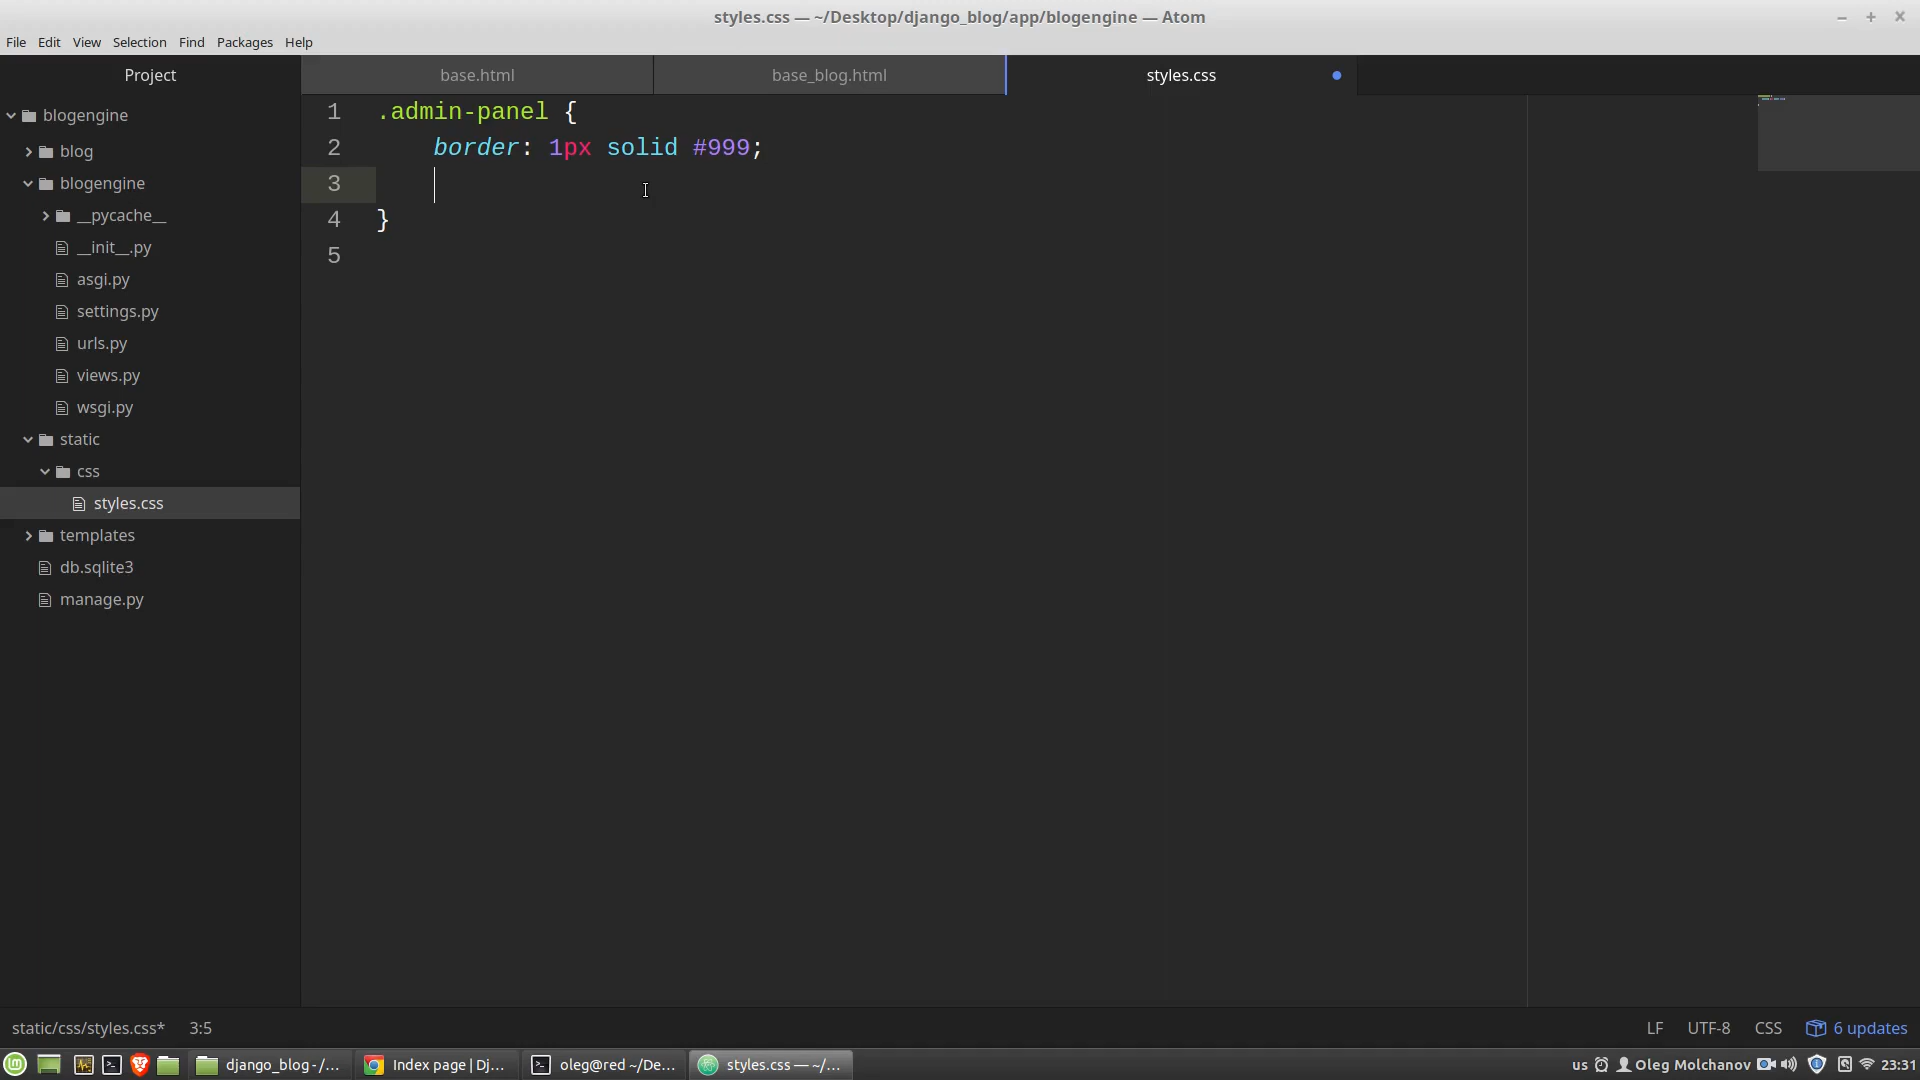 styles.css — ~/Desktop/django_blog/app/blogengine — Atom
File Edit View Selection Find Packages Help
Project
base.html
base_blog.html
styles.css
blogengine
blog
blogengine
__pycache__
__init__.py
asgi.py
settings.py
urls.py
views.py
wsgi.py
static
css
styles.css
templates
db.sqlite3
manage.py
1 .admin-panel {
2 border: 1px solid #999;
3
4 }
5
static/css/styles.css* 3:5
LF UTF-8 CSS 6 updates
django_blog - /...
Index page | Dj...
oleg@red ~/De...
styles.css — ~/...
us Oleg Molchanov 23:31